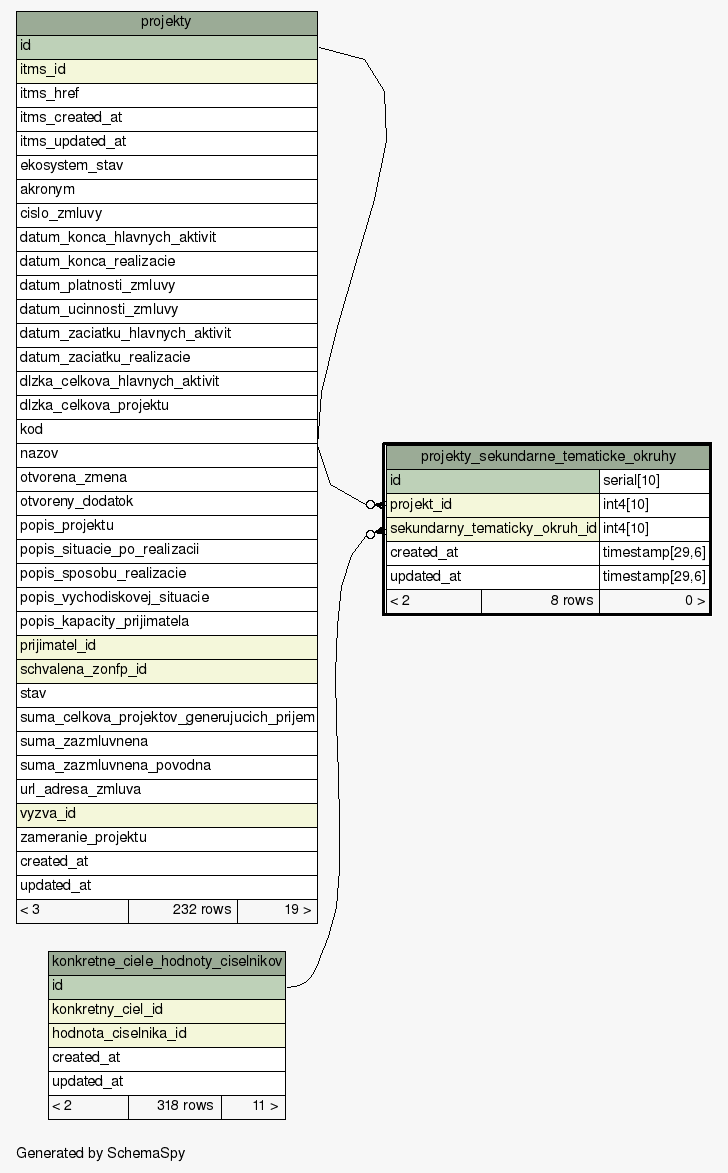 projekty
id
itms_id
itms_href
itms_created_at
itms_updated_at
ekosystem_stav
akronym
cislo_zmluvy
datum_konca_hlavnych_aktivit
datum_konca_realizacie
datum_platnosti_zmluvy
datum_ucinnosti_zmluvy
datum_zaciatku_hlavnych_aktivit
datum_zaciatku_realizacie
dlzka_celkova_hlavnych_aktivit
dlzka_celkova_projektu
kod
nazov
otvorena_zmena
otvoreny_dodatok
popis_projektu
popis_situacie_po_realizacii
popis_sposobu_realizacie
popis_vychodiskovej_situacie
popis_kapacity_prijimatela
prijimatel_id
schvalena_zonfp_id
stav
suma_celkova_projektov_generujucich_prijem
suma_zazmluvnena
suma_zazmluvnena_povodna
url_adresa_zmluva
vyzva_id
zameranie_projektu
created_at
updated_at
< 3 232 rows 19 >
projekty_sekundarne_tematicke_okruhy
id serial[10]
projekt_id int4[10]
sekundarny_tematicky_okruh_id int4[10]
created_at timestamp[29,6]
updated_at timestamp[29,6]
< 2 8 rows 0 >
konkretne_ciele_hodnoty_ciselnikov
id
konkretny_ciel_id
hodnota_ciselnika_id
created_at
updated_at
< 2 318 rows 11 >
Generated by SchemaSpy